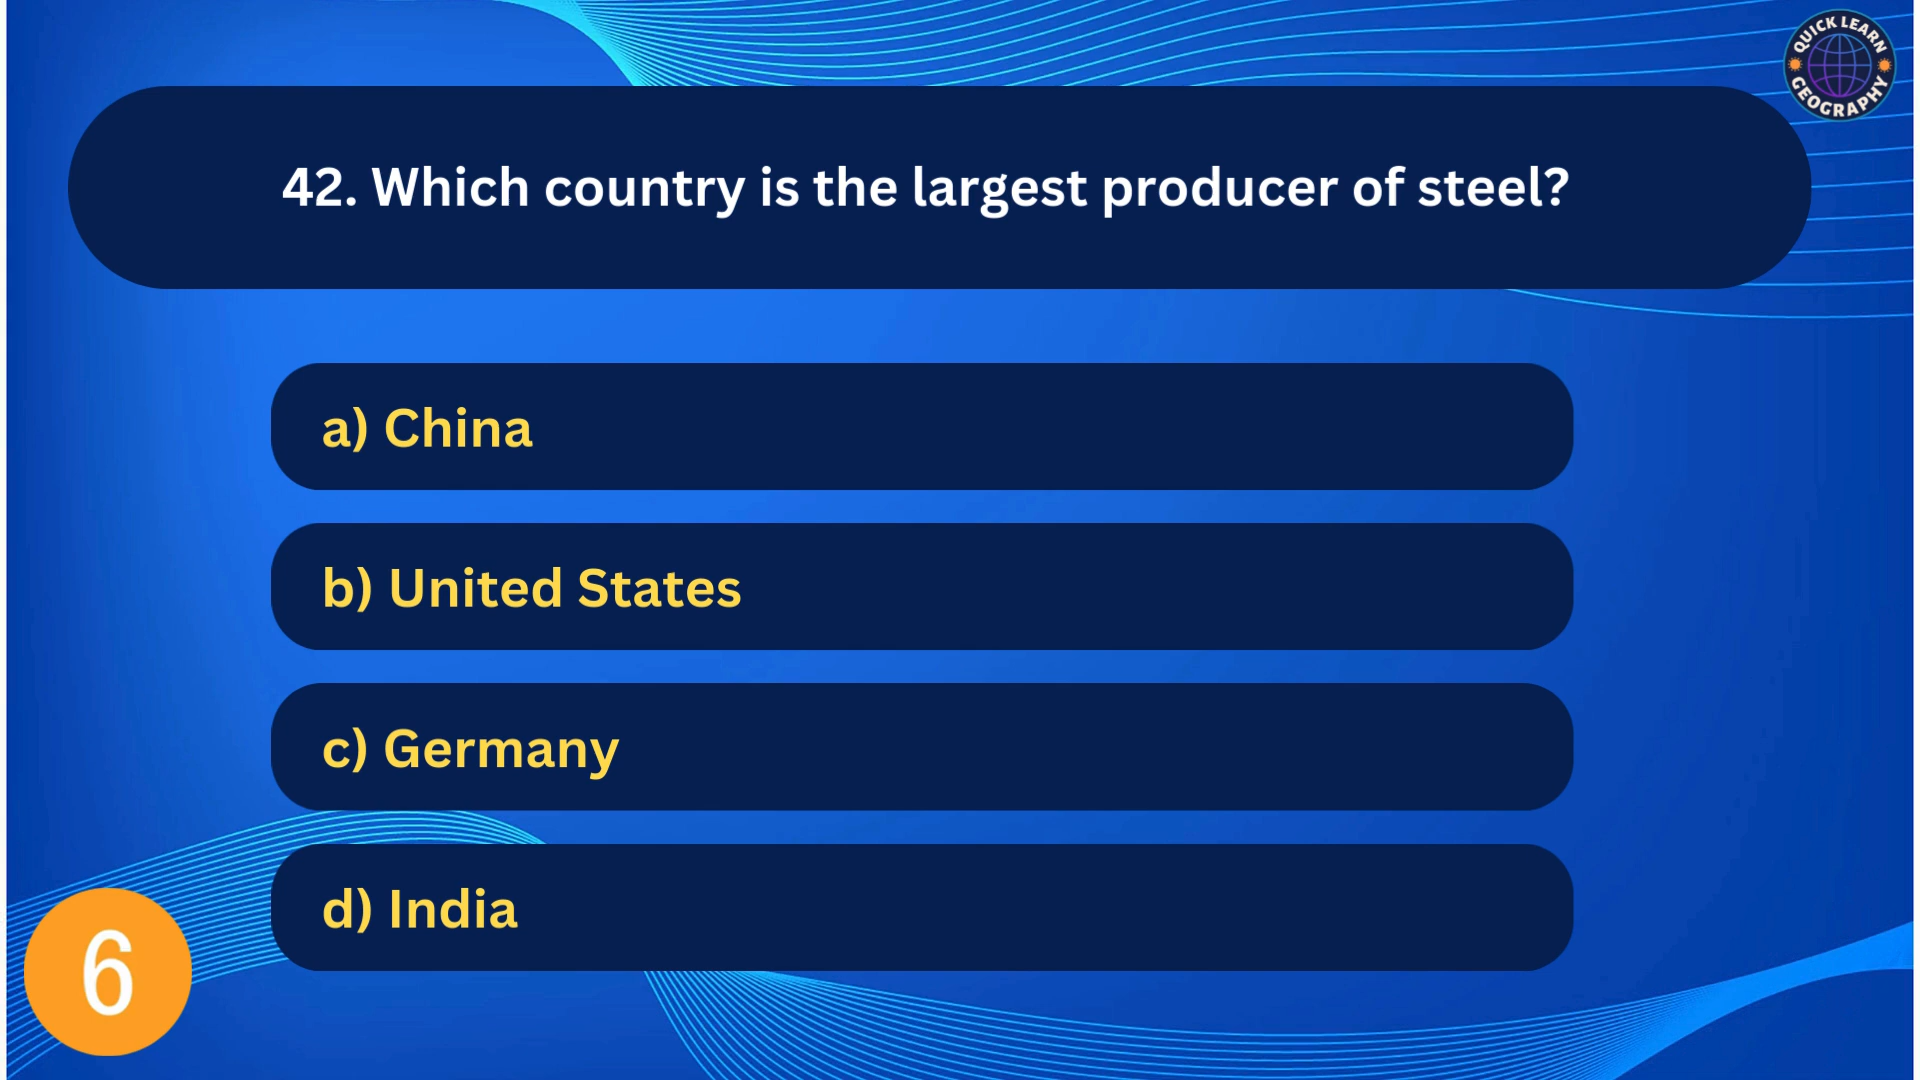 QUICK LEARN
GEOGRAPHY
42. Which country is the largest producer of steel?
a) China
b) United States
c) Germany
d) India
6